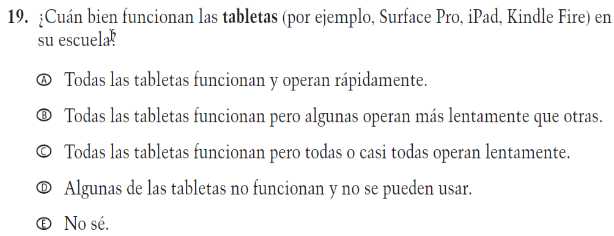 19. ¿Cuán bien funcionan las tabletas (por ejemplo, Surface Pro, iPad, Kindle Fire) en
su escuela?
A Todas las tabletas funcionan y operan rápidamente.
B Todas las tabletas funcionan pero algunas operan más lentamente que otras.
C Todas las tabletas funcionan pero todas o casi todas operan lentamente.
D Algunas de las tabletas no funcionan y no se pueden usar.
E No sé.